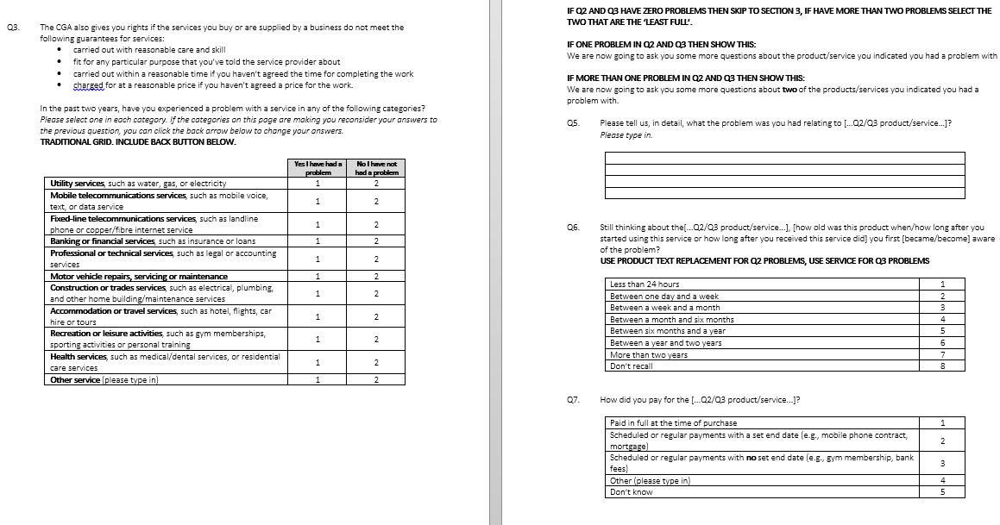 Q3. The CGA also gives you rights if the services you buy or are supplied by a business do not meet the
following guarantees for services:
• carried out with reasonable care and skill
• fit for any particular purpose that you've told the service provider about
• carried out within a reasonable time if you haven't agreed the time for completing the work
• charged for at a reasonable price if you haven't agreed a price for the work.
In the past two years, have you experienced a problem with a service in any of the following categories?
Please select one in each category. If the categories on this page are making you reconsider your answers to
the previous question, you can click the back arrow below to change your answers.
TRADITIONAL GRID. INCLUDE BACK BUTTON BELOW.
Yes I have had a No I have not
problem had a problem
Utility services, such as water, gas, or electricity 1 2
Mobile telecommunications services, such as mobile voice,
text, or data service 1 2
Fixed-line telecommunications services, such as landline
phone or copper/fibre internet service 1 2
Banking or financial services, such as insurance or loans 1 2
Professional or technical services, such as legal or accounting
services 1 2
Motor vehicle repairs, servicing or maintenance 1 2
Construction or trades services, such as electrical, plumbing,
and other home building/maintenance services 1 2
Accommodation or travel services, such as hotel, flights, car
hire or tours 1 2
Recreation or leisure activities, such as gym memberships,
sporting activities or personal training 1 2
Health services, such as medical/dental services, or residential
care services 1 2
Other service (please type in) 1 2
IF Q2 AND Q3 HAVE ZERO PROBLEMS THEN SKIP TO SECTION 3, IF HAVE MORE THAN TWO PROBLEMS SELECT THE
TWO THAT ARE THE 'LEAST FULL'.
IF ONE PROBLEM IN Q2 AND Q3 THEN SHOW THIS:
We are now going to ask you some more questions about the product/service you indicated you had a problem with
IF MORE THAN ONE PROBLEM IN Q2 AND Q3 THEN SHOW THIS:
We are now going to ask you some more questions about two of the products/services you indicated you had a
problem with.
Q5. Please tell us, in detail, what the problem was you had relating to [...Q2/Q3 product/service...]?
Please type in.
Q6. Still thinking about the[...Q2/Q3 product/service...], [how old was this product when/how long after you
started using this service or how long after you received this service did] you first [became/become] aware
of the problem?
USE PRODUCT TEXT REPLACEMENT FOR Q2 PROBLEMS, USE SERVICE FOR Q3 PROBLEMS
Less than 24 hours 1
Between one day and a week 2
Between a week and a month 3
Between a month and six months 4
Between six months and a year 5
Between a year and two years 6
More than two years 7
Don't recall 8
Q7. How did you pay for the [...Q2/Q3 product/service...]?
Paid in full at the time of purchase 1
Scheduled or regular payments with a set end date (e.g., mobile phone contract,
mortgage) 2
Scheduled or regular payments with no set end date (e.g., gym membership, bank
fees) 3
Other (please type in) 4
Don't know 5